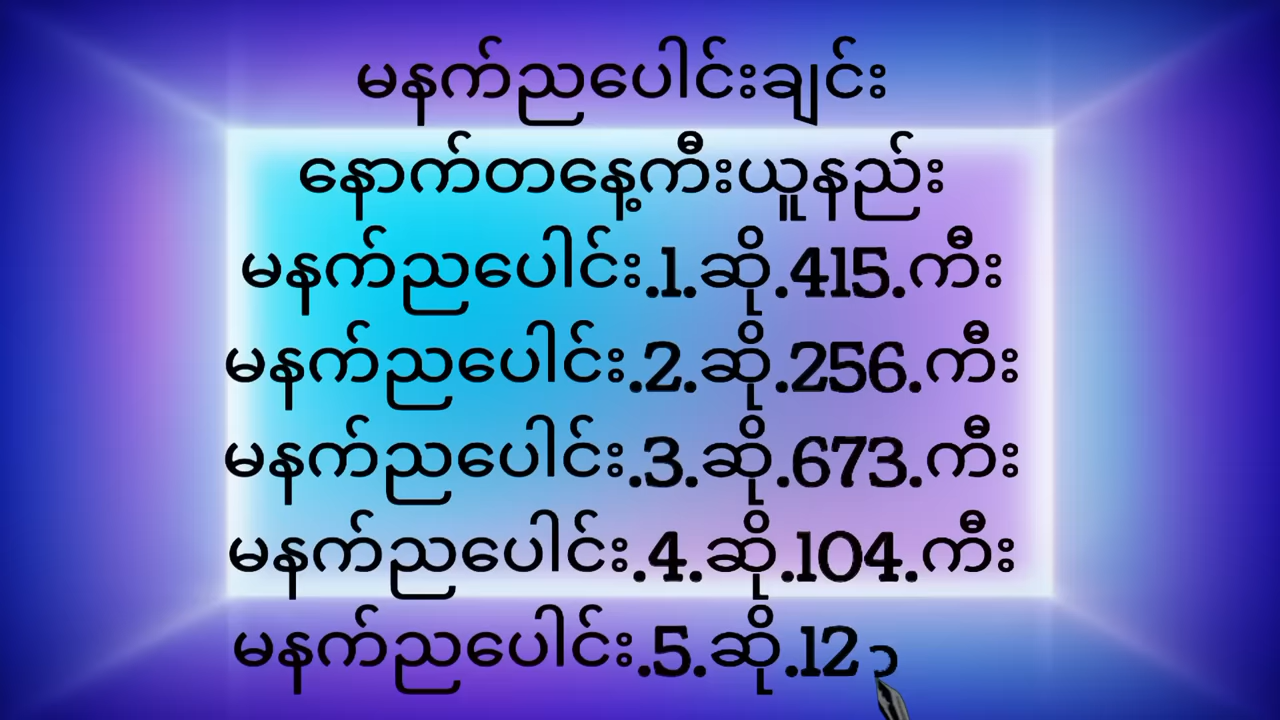 မနက်ညပေါင်းချင်း
နောက်တနေ့ကီးယူနည်း
မနက်ညပေါင်း.1.ဆို.415.ကီး
မနက်ညပေါင်း.2.ဆို.256.ကီး
မနက်ညပေါင်း.3.ဆို.673.ကီး
မနက်ညပေါင်း.4.ဆို.104.ကီး
မနက်ညပေါင်း.5.ဆို.12